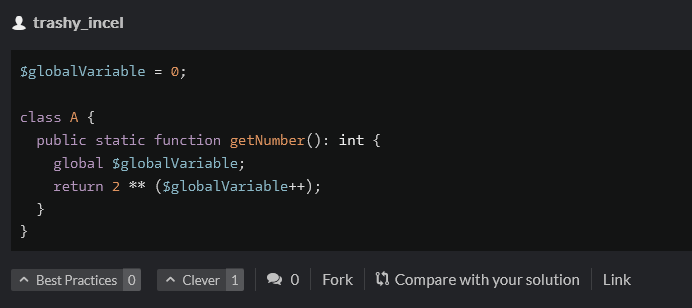 trashy_incel
$globalVariable = 0;
class A {
public static function getNumber(): int {
global $globalVariable;
return 2 ** ($globalVariable++);
}
}
Best Practices 0 Clever 1 0 Fork Compare with your solution Link